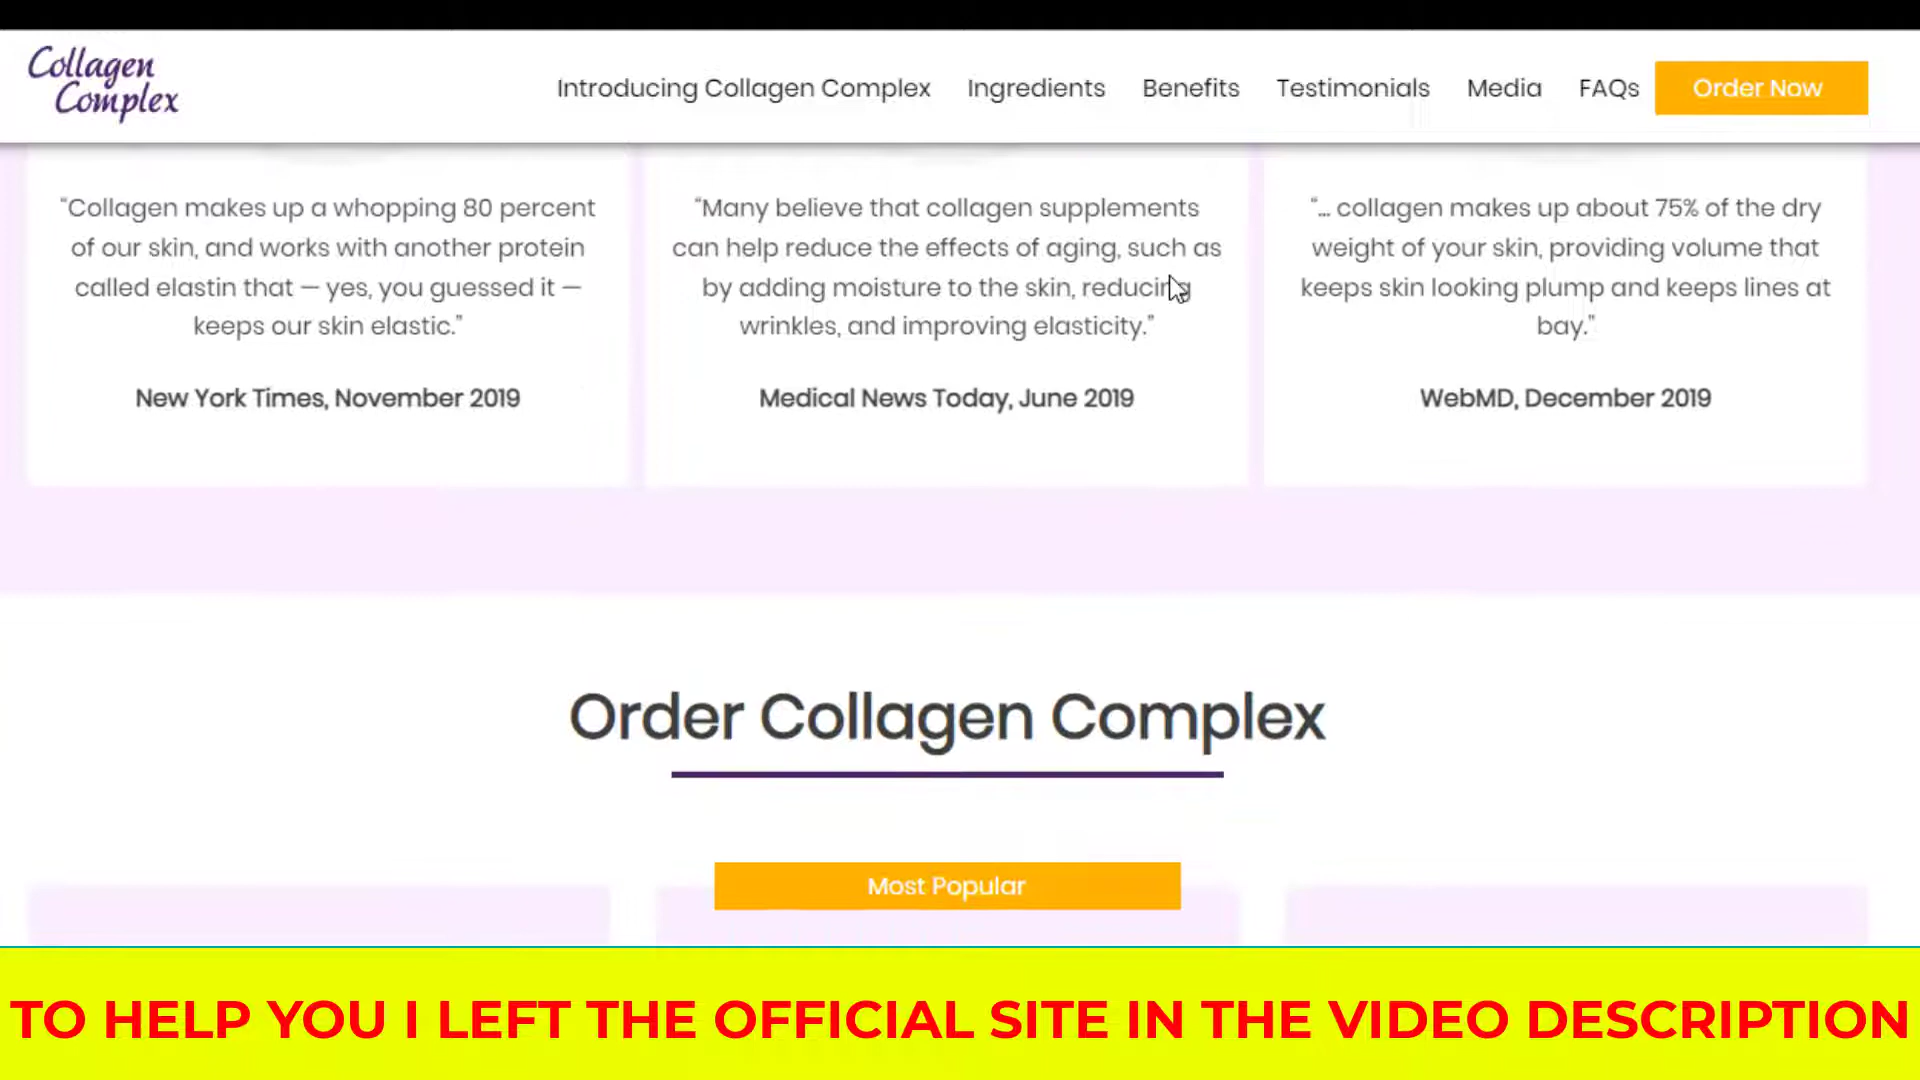 Collagen
Complex
Introducing Collagen Complex Ingredients Benefits Testimonials Media FAQs Order Now
“Collagen makes up a whopping 80 percent
of our skin, and works with another protein
called elastin that — yes, you guessed it —
keeps our skin elastic.”
New York Times, November 2019
“Many believe that collagen supplements
can help reduce the effects of aging, such as
by adding moisture to the skin, reducing
wrinkles, and improving elasticity.”
Medical News Today, June 2019
“... collagen makes up about 75% of the dry
weight of your skin, providing volume that
keeps skin looking plump and keeps lines at
bay.”
WebMD, December 2019
Order Collagen Complex
Most Popular
TO HELP YOU I LEFT THE OFFICIAL SITE IN THE VIDEO DESCRIPTION